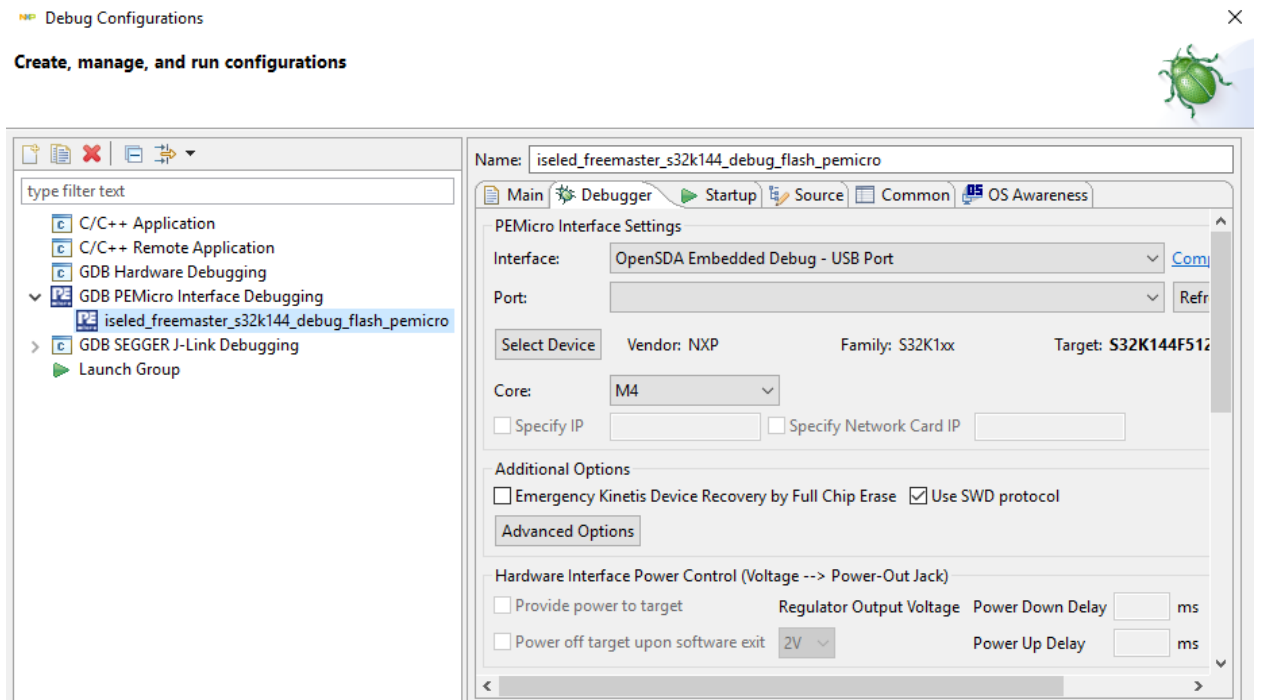 NXP Debug Configurations
Create, manage, and run configurations
type filter text
C/C++ Application
C/C++ Remote Application
GDB Hardware Debugging
GDB PEMicro Interface Debugging
iseled_freemaster_s32k144_debug_flash_pemicro
GDB SEGGER J-Link Debugging
Launch Group
Name: iseled_freemaster_s32k144_debug_flash_pemicro
Main Debugger Startup Source Common OS Awareness
PEMicro Interface Settings
Interface: OpenSDA Embedded Debug - USB Port Comp
Port: Refr
Select Device Vendor: NXP Family: S32K1xx Target: S32K144F512
Core: M4
Specify IP Specify Network Card IP
Additional Options
Emergency Kinetis Device Recovery by Full Chip Erase Use SWD protocol
Advanced Options
Hardware Interface Power Control (Voltage --> Power-Out Jack)
Provide power to target Regulator Output Voltage Power Down Delay ms
Power off target upon software exit 2V Power Up Delay ms